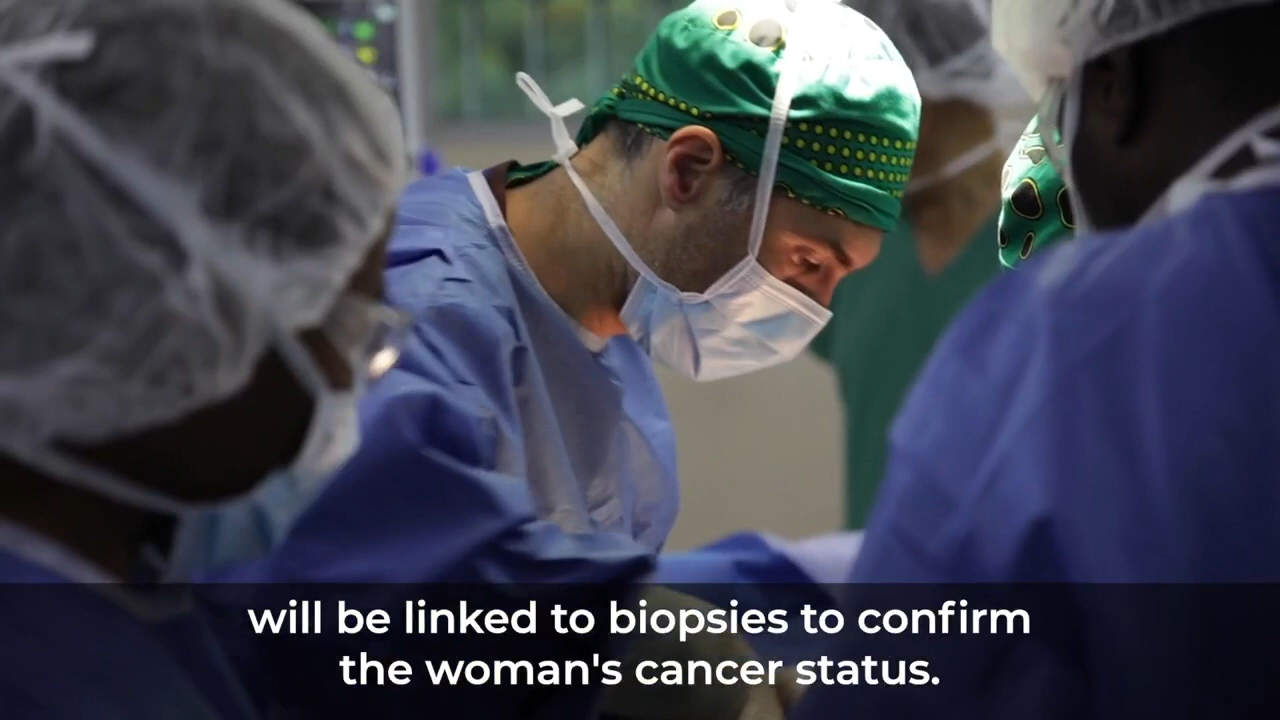 will be linked to biopsies to confirm
the woman's cancer status.